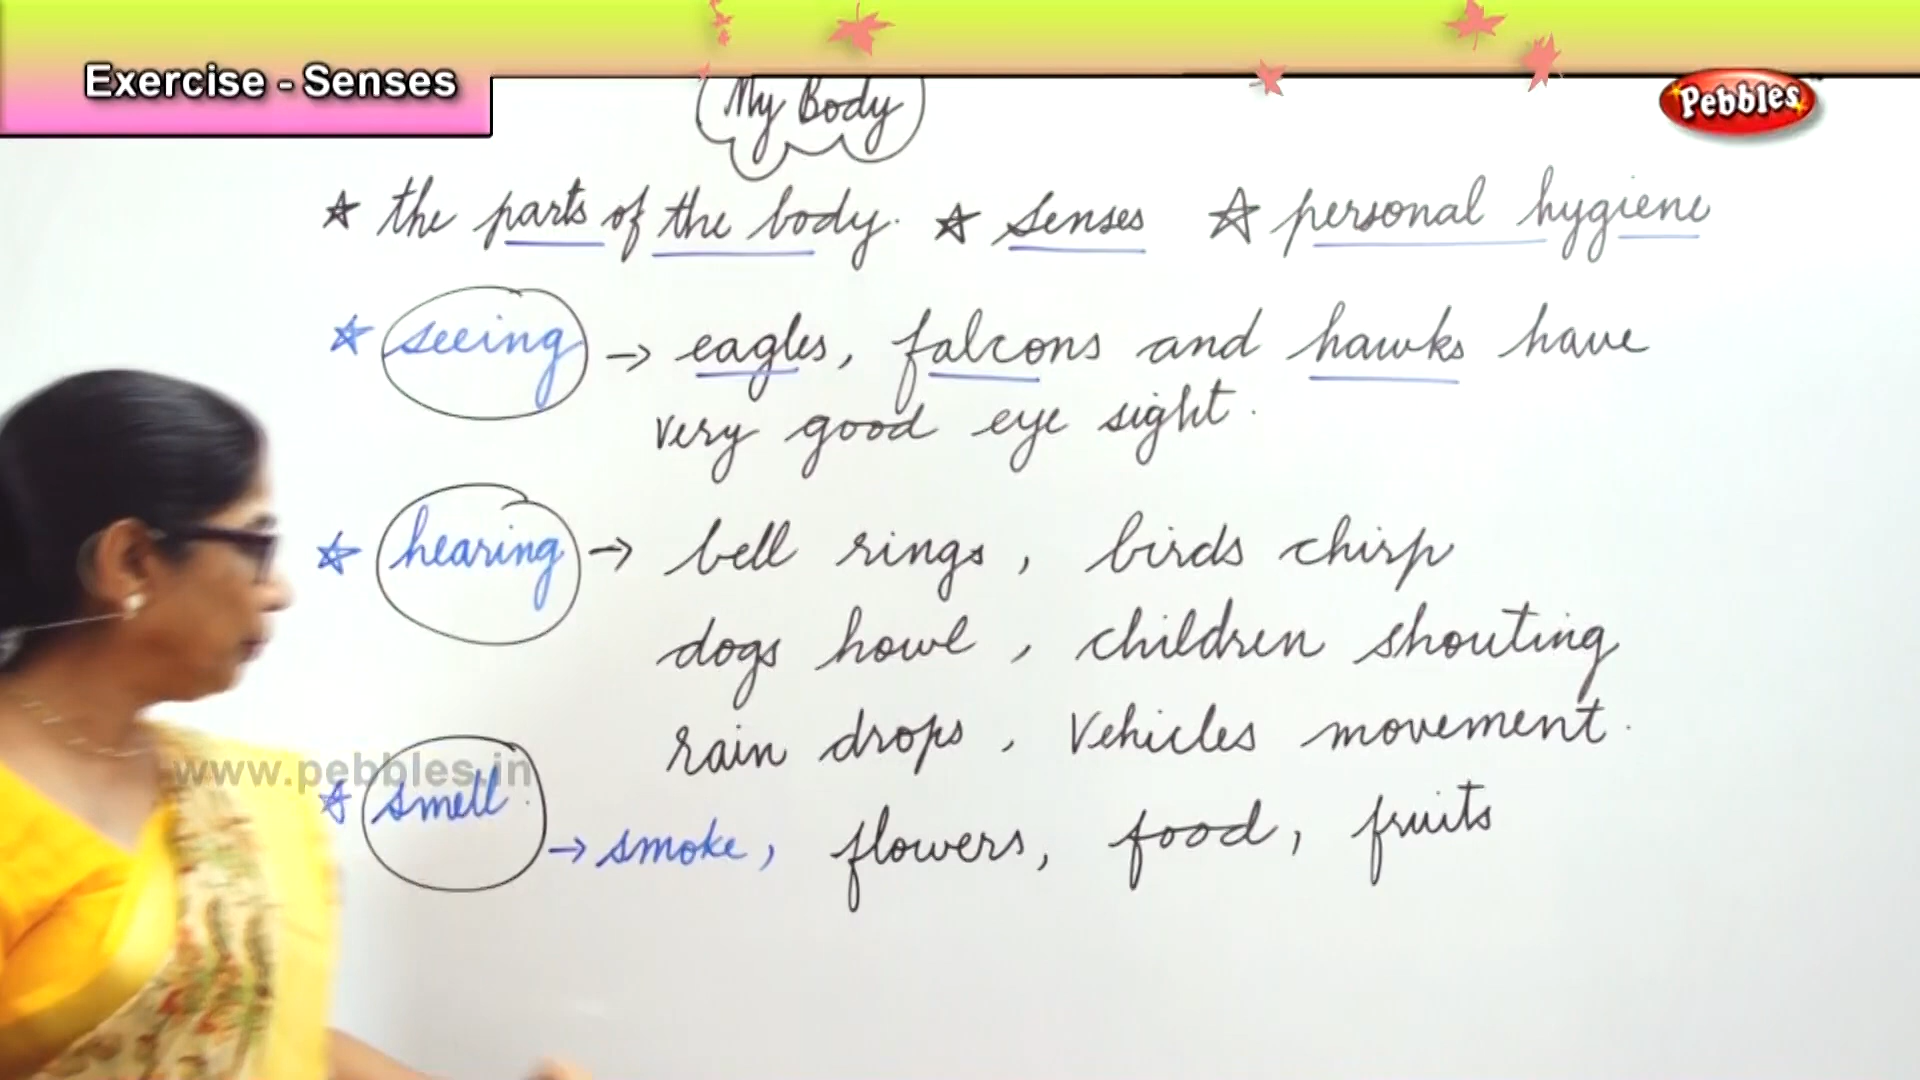 Exercise - Senses
My Body
Pebbles
☆ the parts of the body. ☆ senses ☆ personal hygiene
☆ seeing → eagles, falcons and hawks have
very good eye sight.
☆ hearing → bell rings, birds chirp
dogs howl, children shouting
rain drops, Vehicles movement.
www.pebbles.in
☆ smell. → smoke, flowers, food, fruits